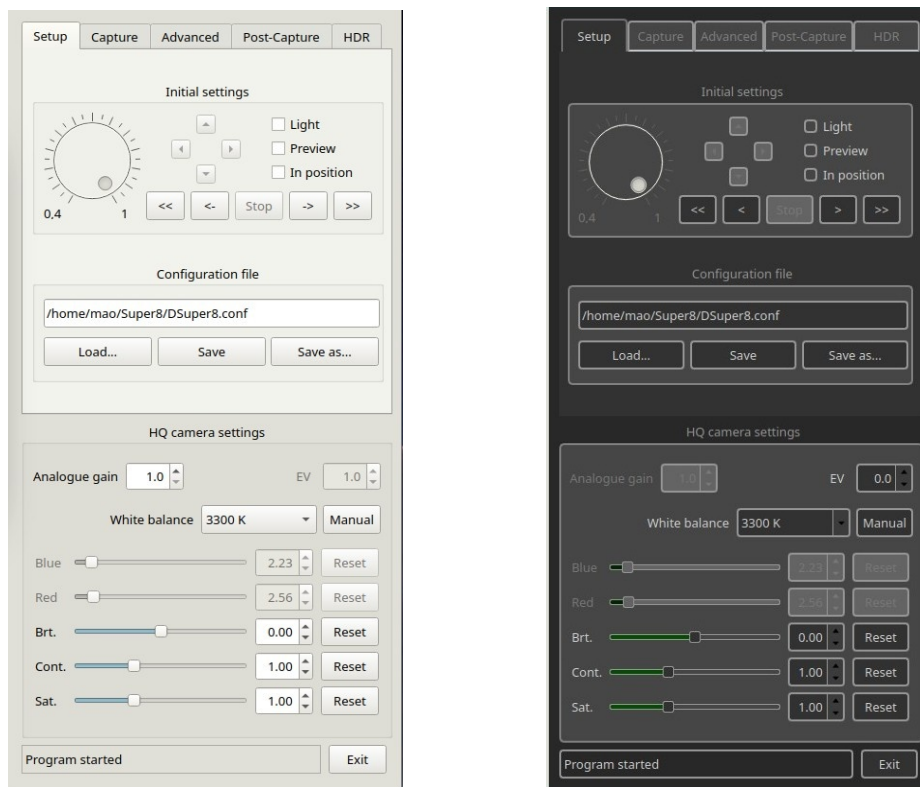 Setup Capture Advanced Post-Capture HDR
Initial settings
Light
Preview
In position
0,4 1 << <- Stop -> >>
Configuration file
/home/mao/Super8/DSuper8.conf
Load... Save Save as...
HQ camera settings
Analogue gain 1.0 EV 1.0
White balance 3300 K Manual
Blue 2.23 Reset
Red 2.56 Reset
Brt. 0.00 Reset
Cont. 1.00 Reset
Sat. 1.00 Reset
Program started Exit
Setup Capture Advanced Post-Capture HDR
Initial settings
Light
Preview
In position
0,4 1 << < Stop > >>
Configuration file
/home/mao/Super8/DSuper8.conf
Load... Save Save as...
HQ camera settings
Analogue gain 1.0 EV 0.0
White balance 3300 K Manual
Blue 2.23 Reset
Red 2.56 Reset
Brt. 0.00 Reset
Cont. 1.00 Reset
Sat. 1.00 Reset
Program started Exit